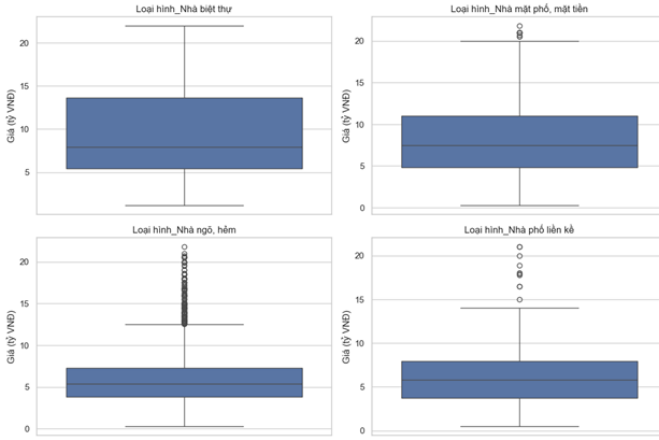 Loại hình_Nhà biệt thự
Giá (tỷ VNĐ)
20
15
10
5
Loại hình_Nhà mặt phố, mặt tiền
Giá (tỷ VNĐ)
20
15
10
5
0
Loại hình_Nhà ngõ, hẻm
Giá (tỷ VNĐ)
20
15
10
5
0
Loại hình_Nhà phố liền kề
Giá (tỷ VNĐ)
20
15
10
5
0